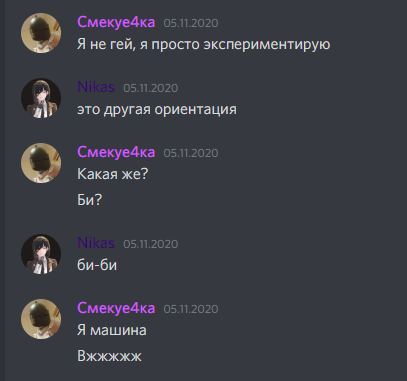 Смекуе4ка 05.11.2020
Я не гей, я просто экспериментирую
Nikas 05.11.2020
это другая ориентация
Смекуе4ка 05.11.2020
Какая же?
Би?
Nikas 05.11.2020
би-би
Смекуе4ка 05.11.2020
Я машина
Вжжжжж